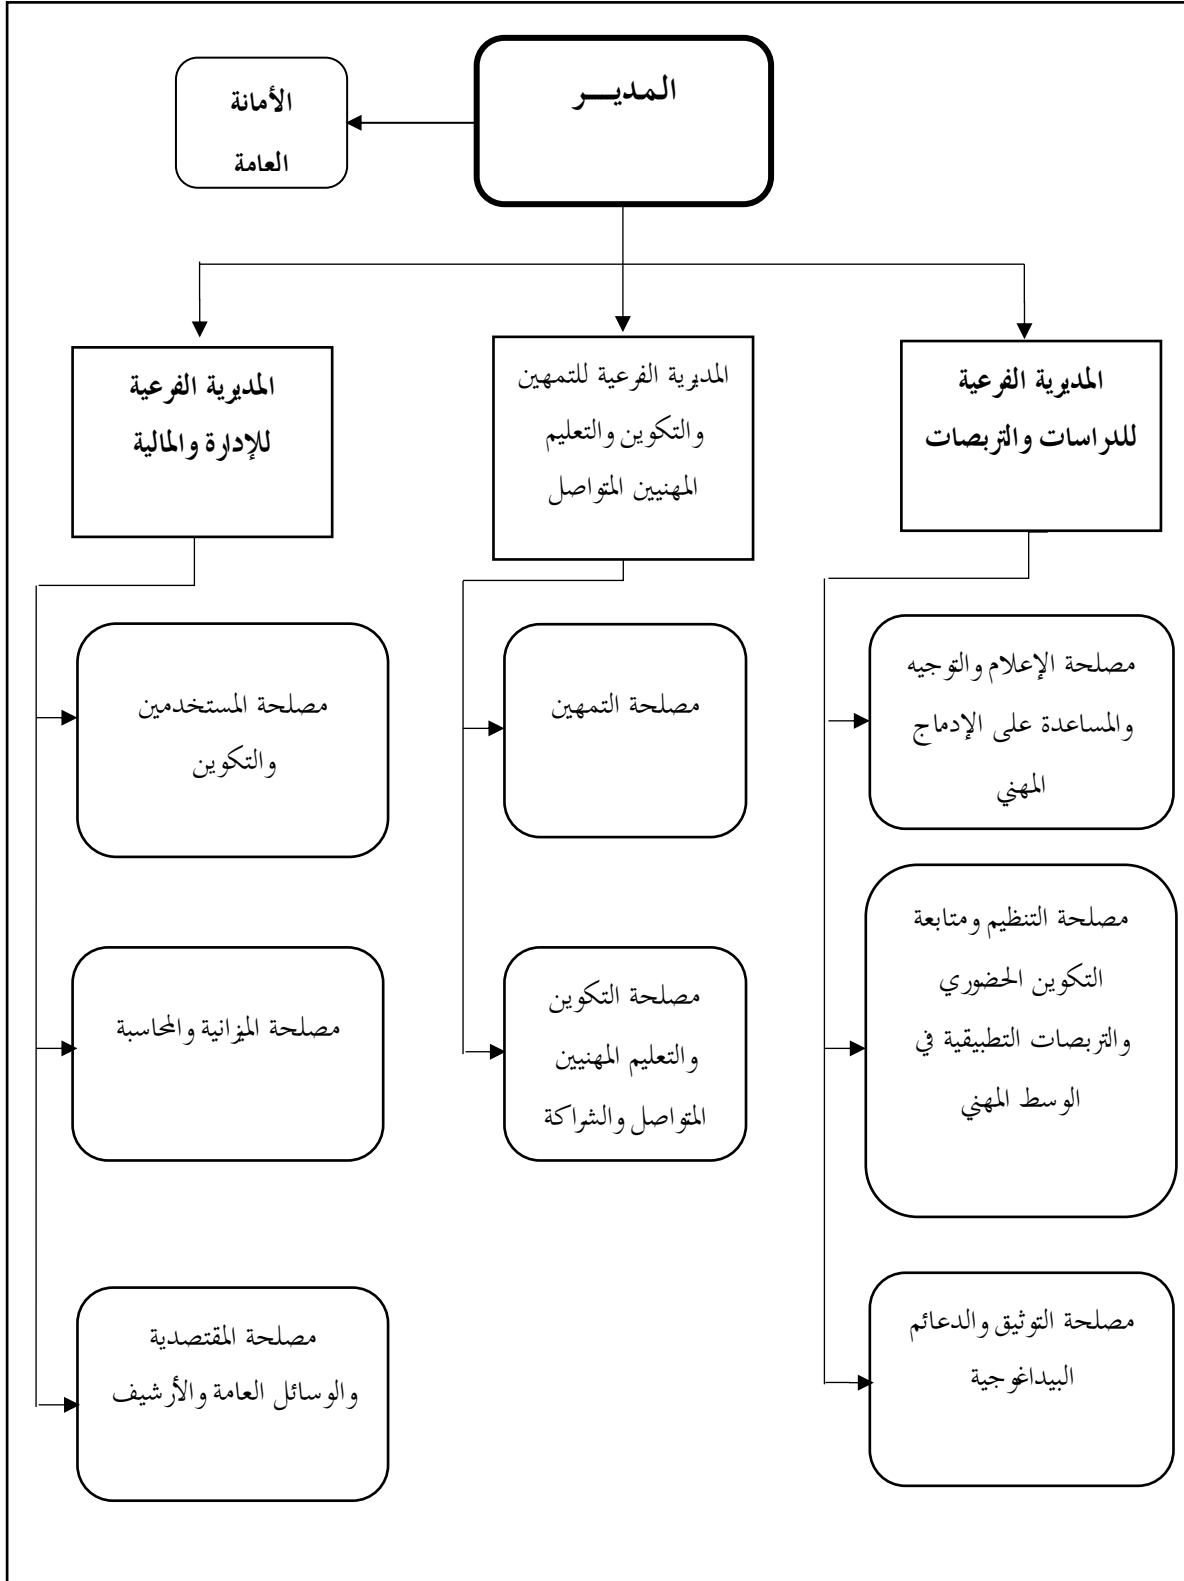 المديـــر
الأمانة
العامة
المديرية الفرعية
للدراسات والتربصات
المديرية الفرعية للتمهين
والتكوين والتعليم
المهنيين المتواصل
المديرية الفرعية
للإدارة والمالية
مصلحة الإعلام والتوجيه
والمساعدة على الإدماج
المهني
مصلحة التنظيم ومتابعة
التكوين الحضوري
والتربصات التطبيقية في
الوسط المهني
مصلحة التوثيق والدعائم
البيداغوجية
مصلحة التمهين
مصلحة التكوين
والتعليم المهنيين
المتواصل والشراكة
مصلحة المستخدمين
والتكوين
مصلحة الميزانية والمحاسبة
مصلحة المقتصدية
والوسائل العامة والأرشيف